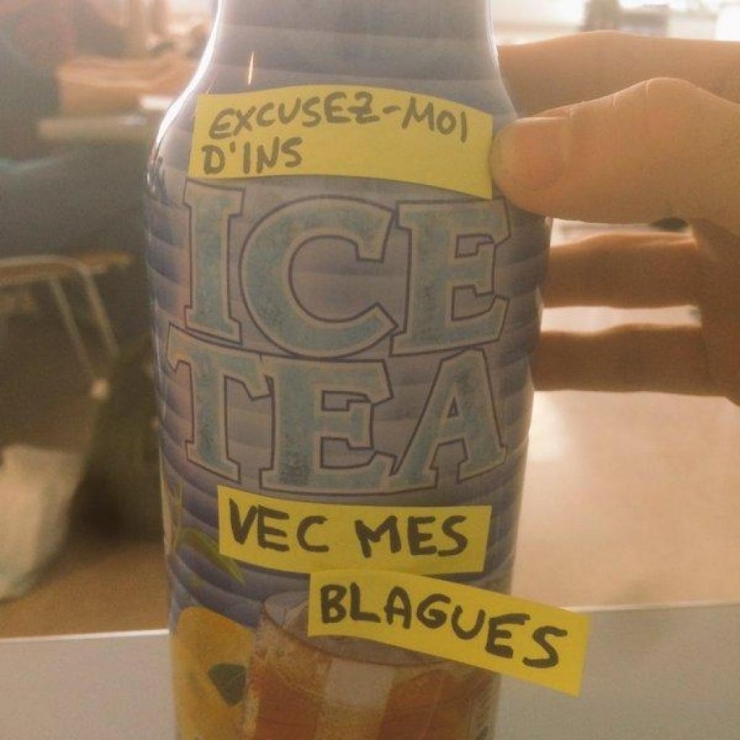 EXCUSEZ-MOI
D'INS
ICE
TEA
VEC MES
BLAGUES